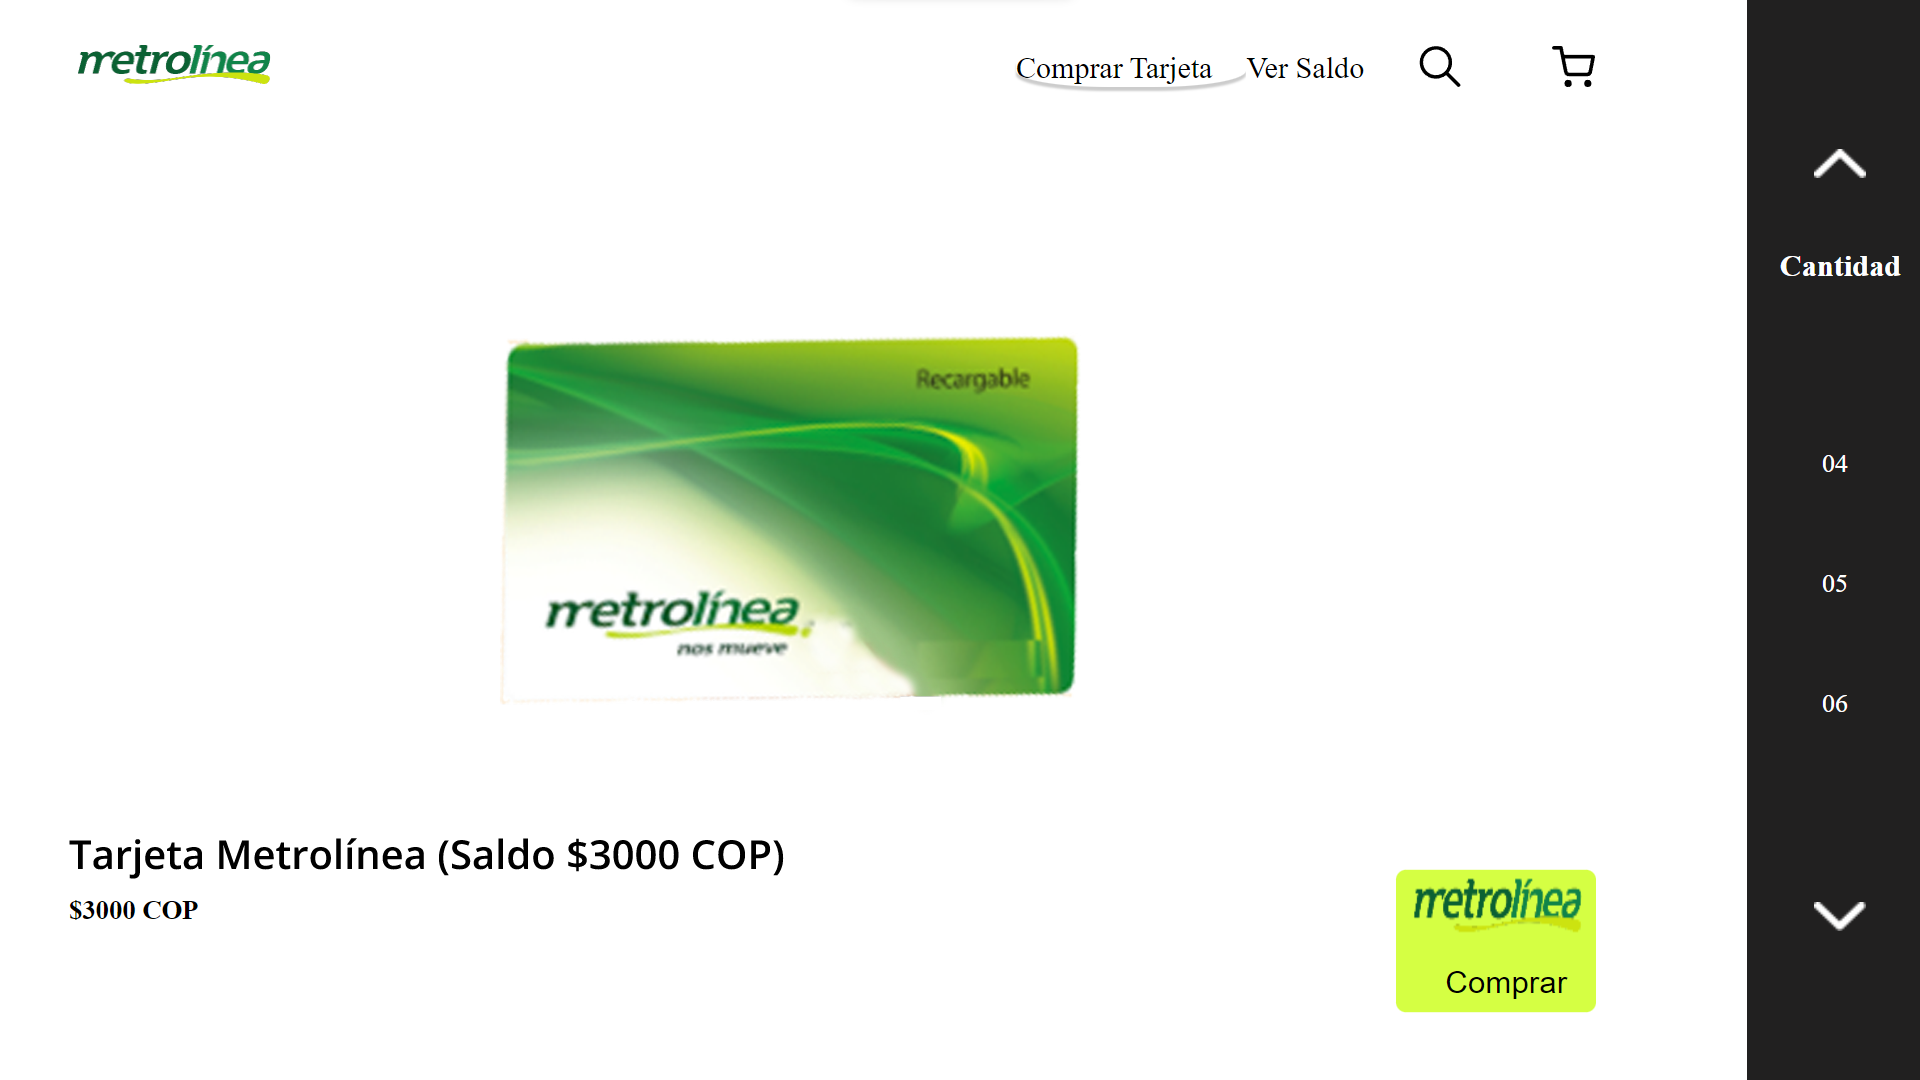 metrolínea
Comprar Tarjeta
Ver Saldo
Cantidad
Recargable
04
05
metrolínea
nos mueve
06
Tarjeta Metrolínea (Saldo $3000 COP)
$3000 COP
metrolínea
Comprar